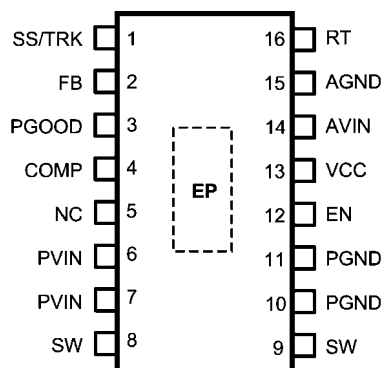 SS/TRK 1 16 RT
FB 2 15 AGND
PGOOD 3 14 AVIN
COMP 4 13 VCC
EP
NC 5 12 EN
PVIN 6 11 PGND
PVIN 7 10 PGND
SW 8 9 SW